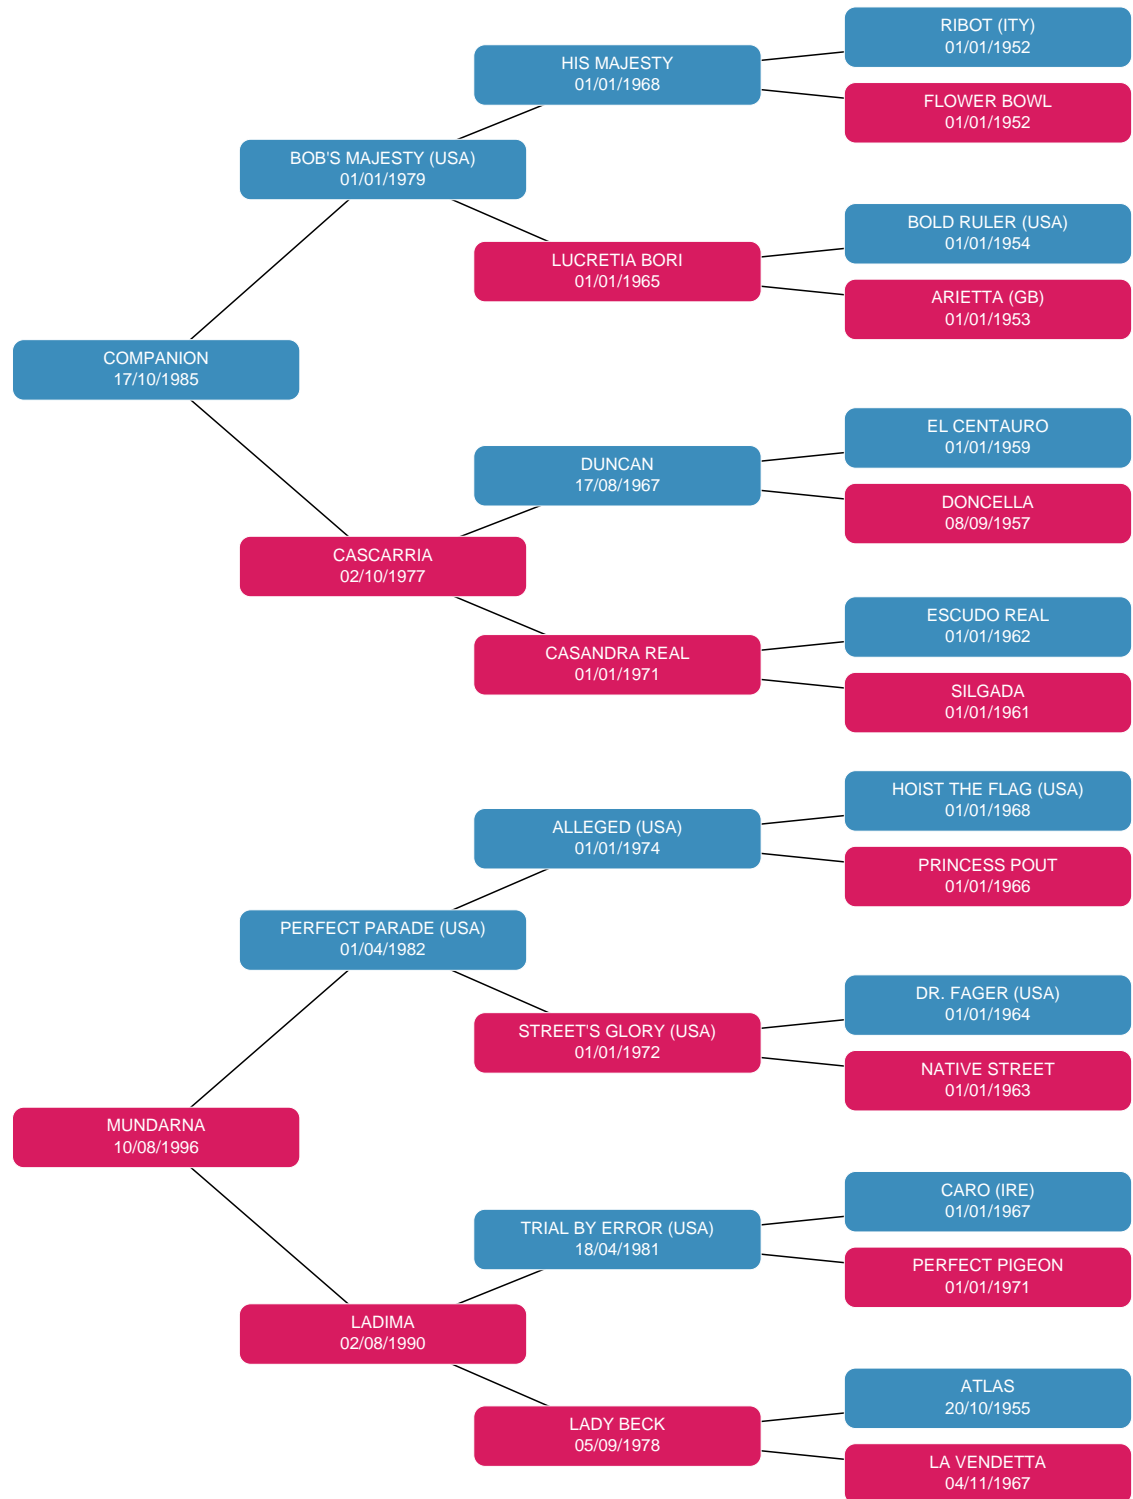 RIBOT (ITY)
01/01/1952
HIS MAJESTY
01/01/1968
FLOWER BOWL
01/01/1952
BOB'S MAJESTY (USA)
01/01/1979
BOLD RULER (USA)
01/01/1954
LUCRETIA BORI
01/01/1965
ARIETTA (GB)
01/01/1953
COMPANION
17/10/1985
EL CENTAURO
01/01/1959
DUNCAN
17/08/1967
DONCELLA
08/09/1957
CASCARRIA
02/10/1977
ESCUDO REAL
01/01/1962
CASANDRA REAL
01/01/1971
SILGADA
01/01/1961
HOIST THE FLAG (USA)
01/01/1968
ALLEGED (USA)
01/01/1974
PRINCESS POUT
01/01/1966
PERFECT PARADE (USA)
01/04/1982
DR. FAGER (USA)
01/01/1964
STREET'S GLORY (USA)
01/01/1972
NATIVE STREET
01/01/1963
MUNDARNA
10/08/1996
CARO (IRE)
01/01/1967
TRIAL BY ERROR (USA)
18/04/1981
PERFECT PIGEON
01/01/1971
LADIMA
02/08/1990
ATLAS
20/10/1955
LADY BECK
05/09/1978
LA VENDETTA
04/11/1967